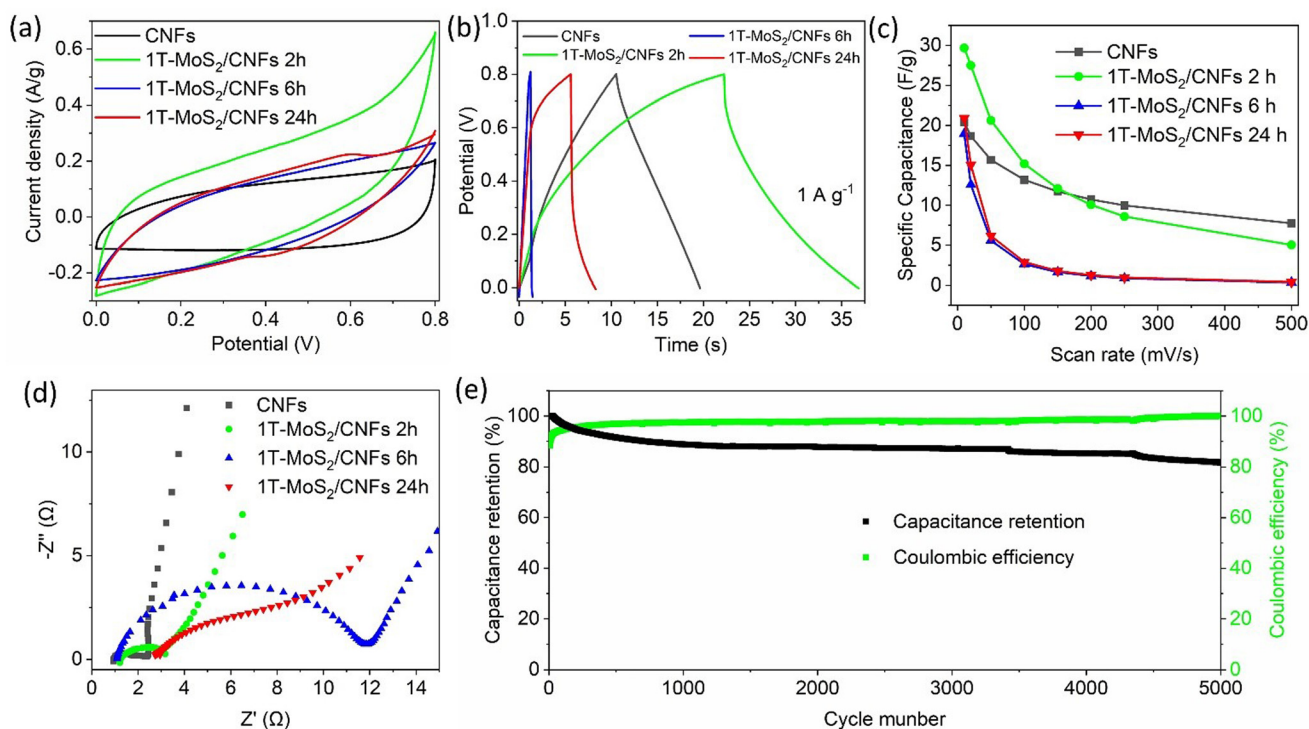 (a)
CNFs
1T-MoS2/CNFs 2h
1T-MoS2/CNFs 6h
1T-MoS2/CNFs 24h
Current density (A/g)
0.6
0.4
0.2
0.0
-0.2
0.0 0.2 0.4 0.6 0.8
Potential (V)
(b)
CNFs
1T-MoS2/CNFs 2h
1T-MoS2/CNFs 6h
1T-MoS2/CNFs 24h
1 A g-1
Potential (V)
1.0
0.8
0.6
0.4
0.2
0.0
0 5 10 15 20 25 30 35
Time (s)
(c)
CNFs
1T-MoS2/CNFs 2 h
1T-MoS2/CNFs 6 h
1T-MoS2/CNFs 24 h
Specific Capacitance (F/g)
30
25
20
15
10
5
0
0 100 200 300 400 500
Scan rate (mV/s)
(d)
CNFs
1T-MoS2/CNFs 2h
1T-MoS2/CNFs 6h
1T-MoS2/CNFs 24h
-Z" (Ω)
10
5
0
0 2 4 6 8 10 12 14
Z' (Ω)
(e)
Capacitance retention (%)
100
80
60
40
20
0
Capacitance retention
Coulombic efficiency
100
80
60
40
20
0
Coulombic efficiency (%)
0 1000 2000 3000 4000 5000
Cycle munber